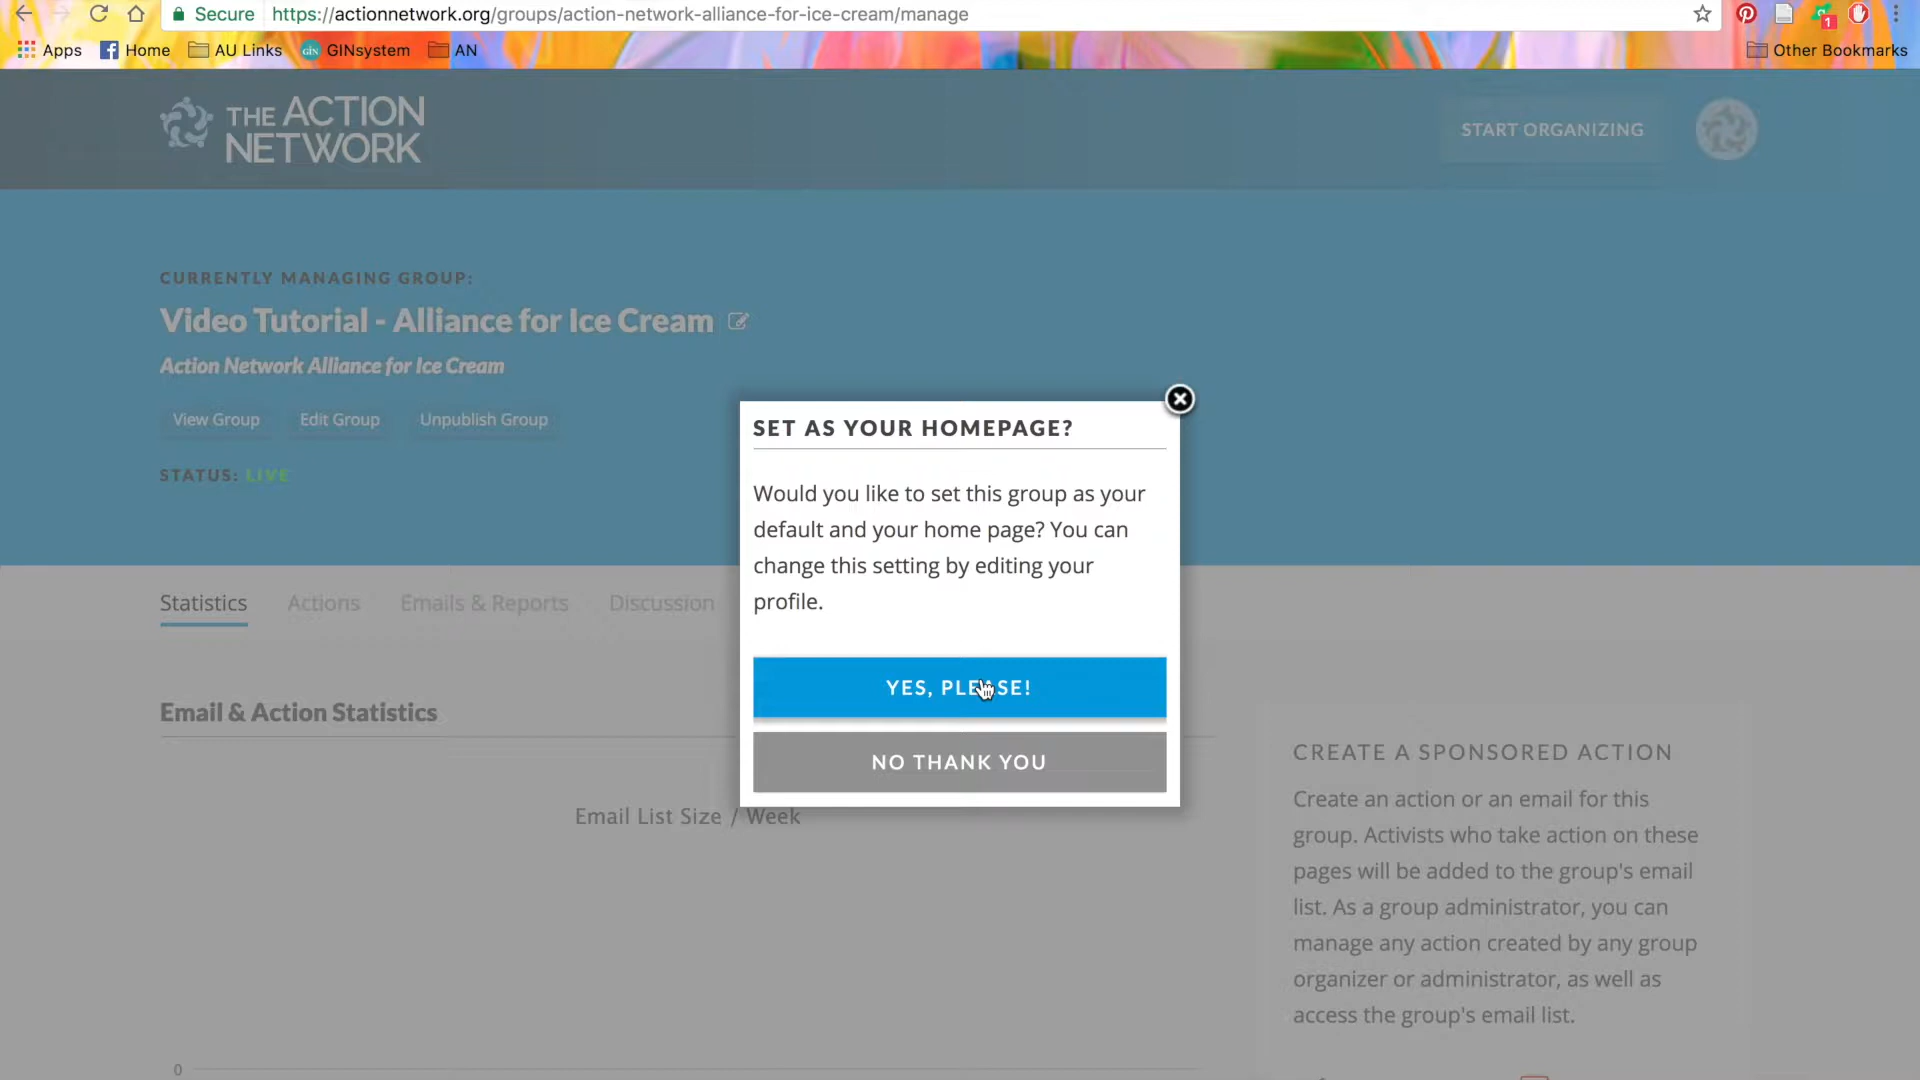 Secure https://actionnetwork.org/groups/action-network-alliance-for-ice-cream/manage
1
Apps Home AU Links GINsystem AN Other Bookmarks
THE ACTION
NETWORK
START ORGANIZING
CURRENTLY MANAGING GROUP:
Video Tutorial - Alliance for Ice Cream
Action Network Alliance for Ice Cream
View Group Edit Group Unpublish Group
STATUS: LIVE
SET AS YOUR HOMEPAGE?
Would you like to set this group as your
default and your home page? You can
change this setting by editing your
profile.
YES, PLEASE!
NO THANK YOU
Statistics Actions Emails & Reports Discussion
Email & Action Statistics
Email List Size / Week
0
CREATE A SPONSORED ACTION
Create an action or an email for this
group. Activists who take action on these
pages will be added to the group's email
list. As a group administrator, you can
manage any action created by any group
organizer or administrator, as well as
access the group's email list.